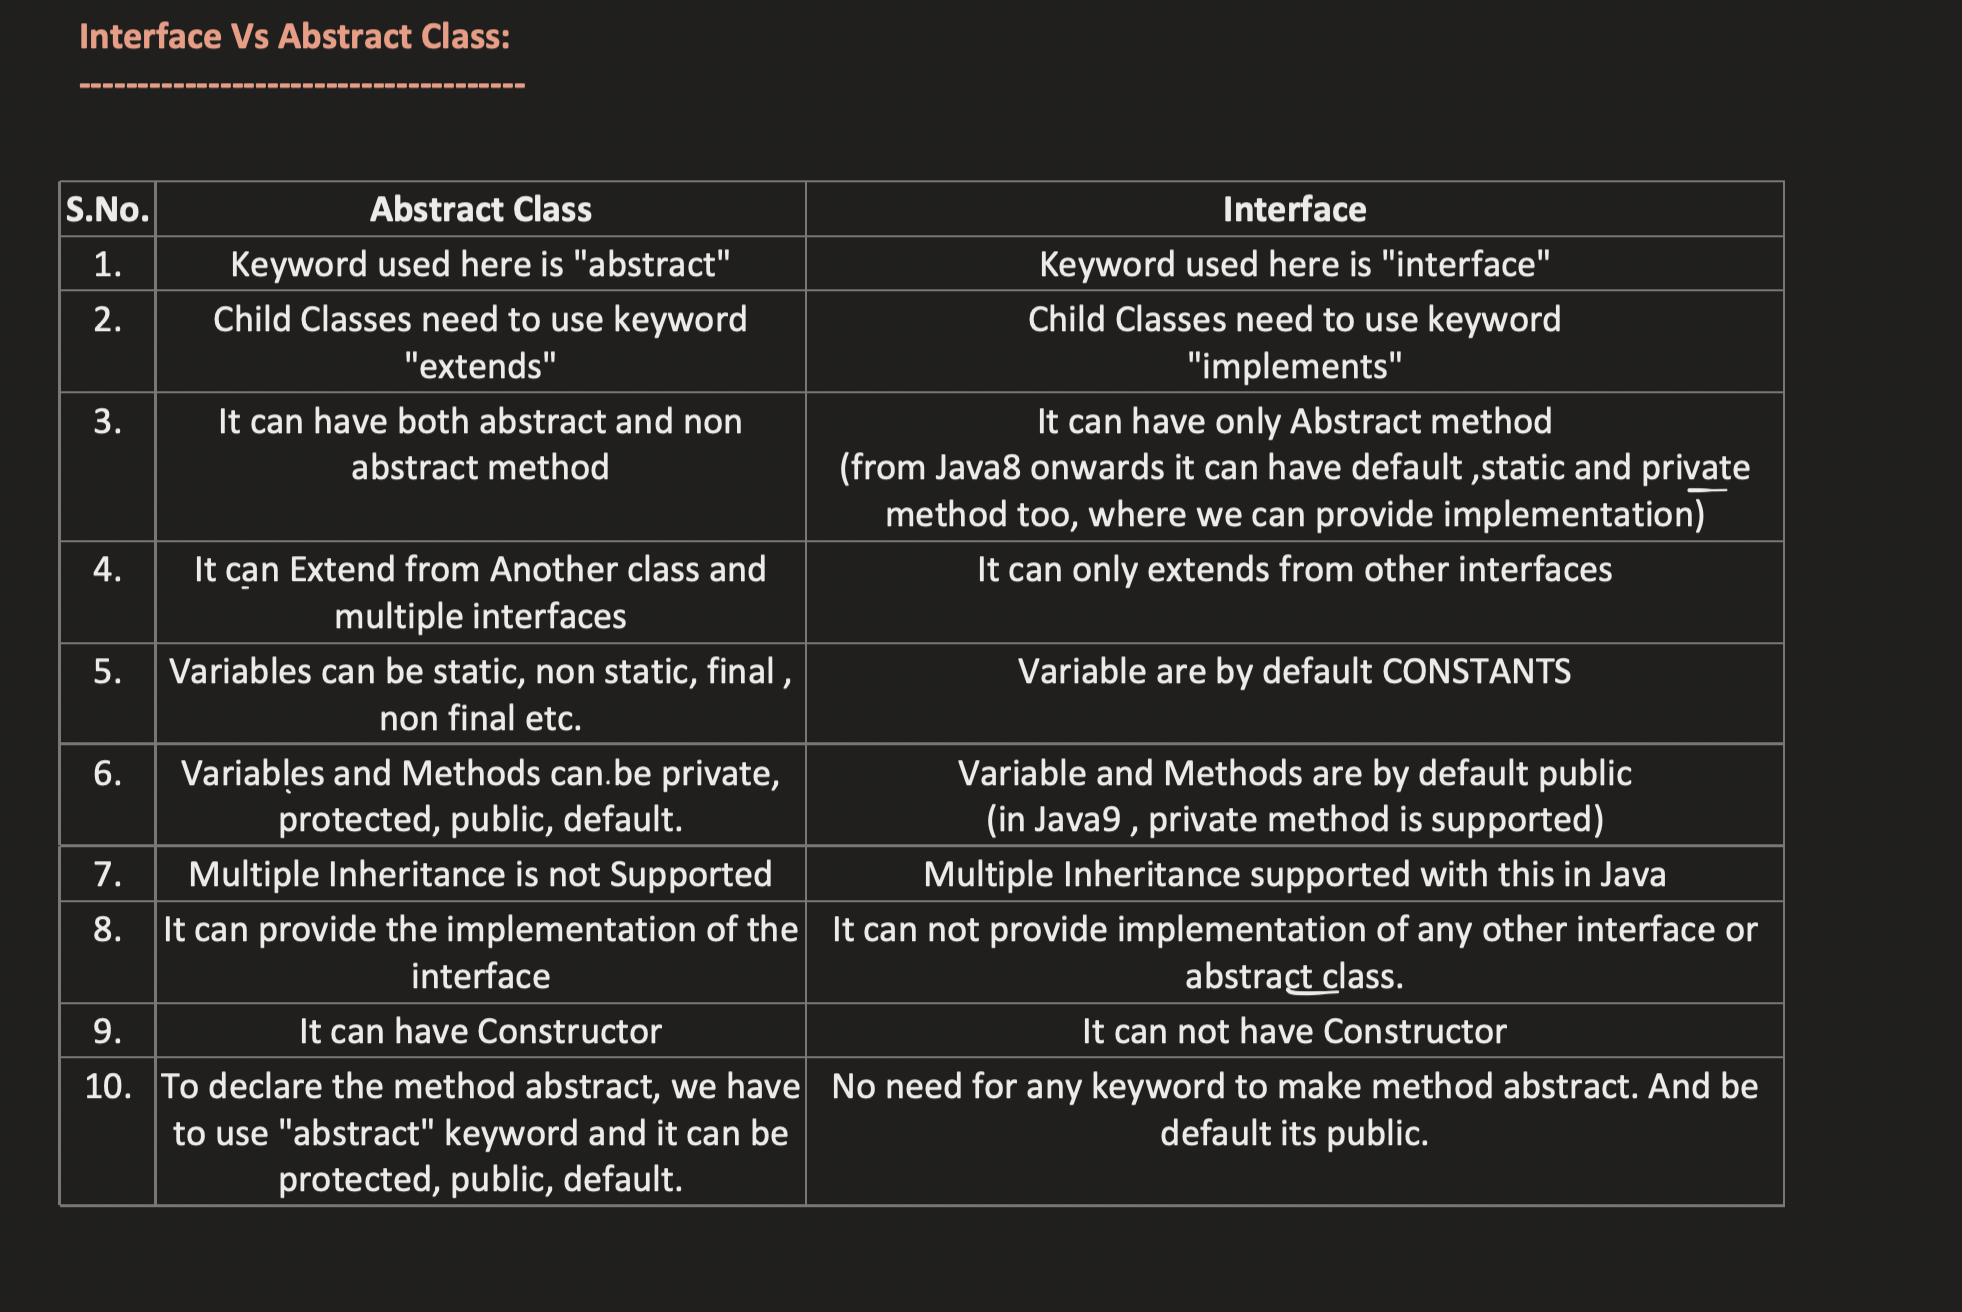 Interface Vs Abstract Class:
--------------------------------------
S.No. Abstract Class Interface
1. Keyword used here is "abstract" Keyword used here is "interface"
2. Child Classes need to use keyword Child Classes need to use keyword
"extends" "implements"
3. It can have both abstract and non It can have only Abstract method
abstract method (from Java8 onwards it can have default ,static and private
method too, where we can provide implementation)
4. It can Extend from Another class and It can only extends from other interfaces
multiple interfaces
5. Variables can be static, non static, final , Variable are by default CONSTANTS
non final etc.
6. Variables and Methods can be private, Variable and Methods are by default public
protected, public, default. (in Java9 , private method is supported)
7. Multiple Inheritance is not Supported Multiple Inheritance supported with this in Java
8. It can provide the implementation of the It can not provide implementation of any other interface or
interface abstract class.
9. It can have Constructor It can not have Constructor
10. To declare the method abstract, we have No need for any keyword to make method abstract. And be
to use "abstract" keyword and it can be default its public.
protected, public, default.